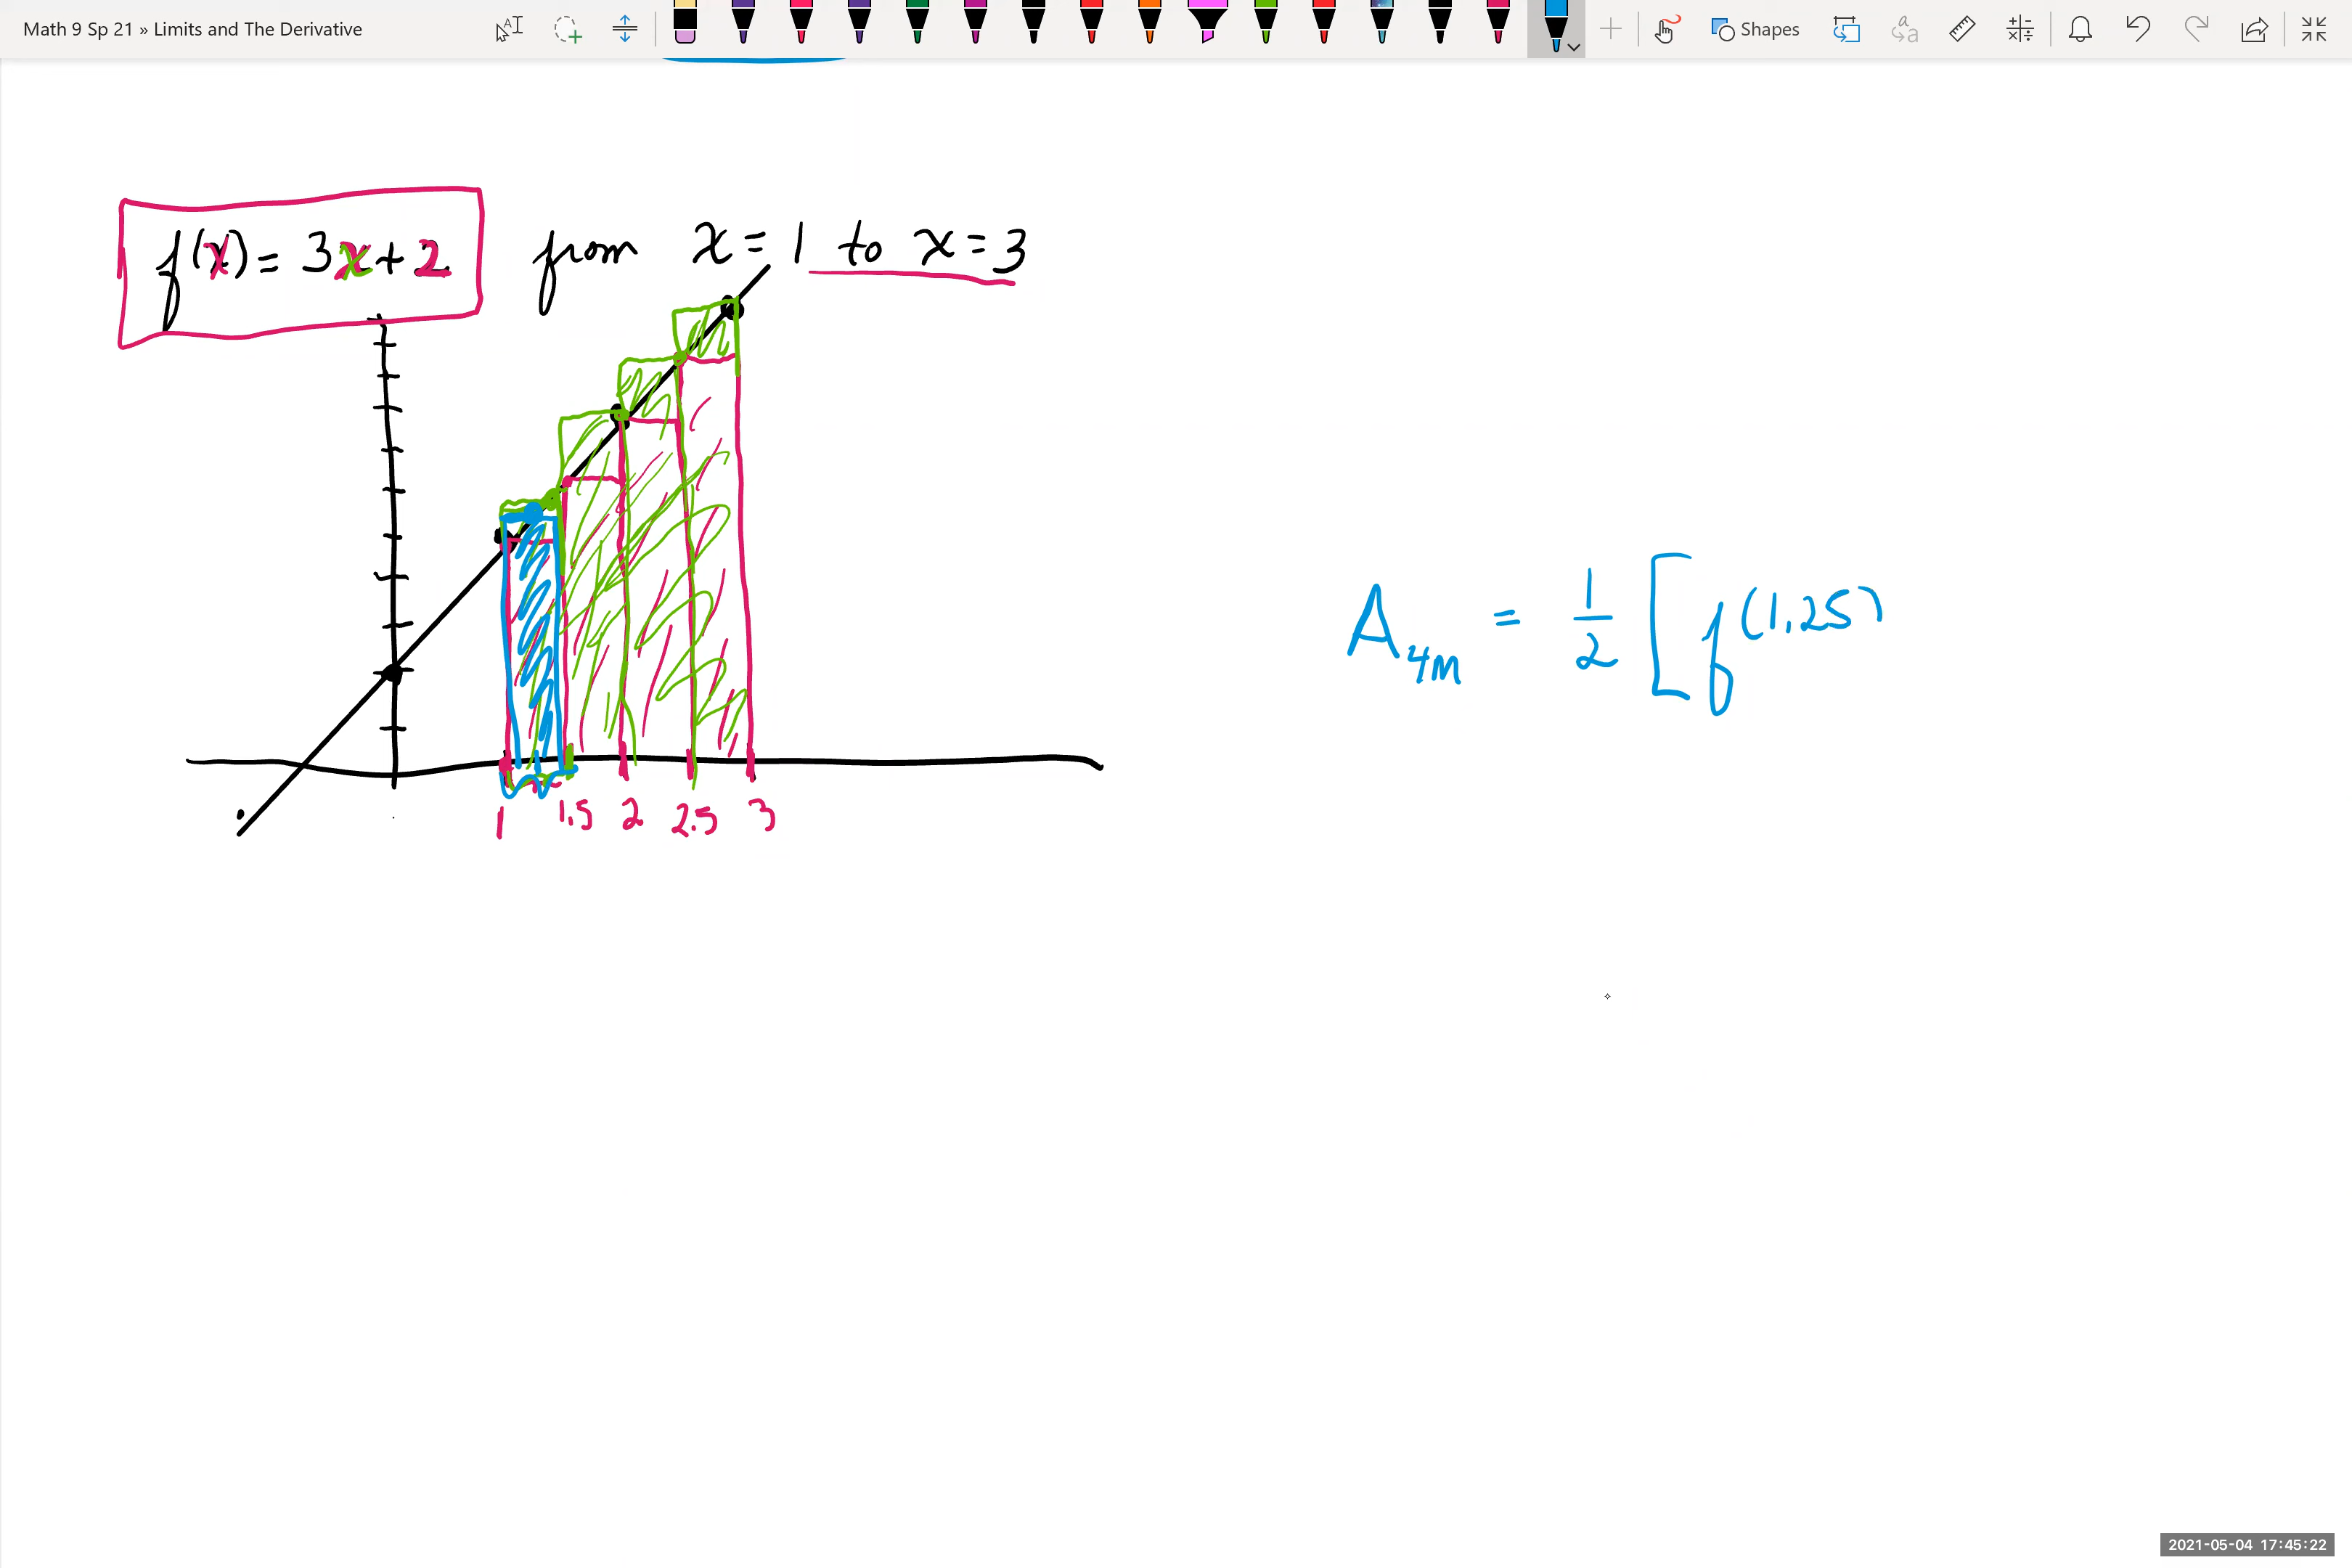 Math 9 Sp 21 » Limits and The Derivative
Shapes
f(x) = 3x + 2 from x = 1 to x = 3
A₄ₘ = 1/2 [ f(1.25)
1 1.5 2 2.5 3
2021-05-04 17:45:22